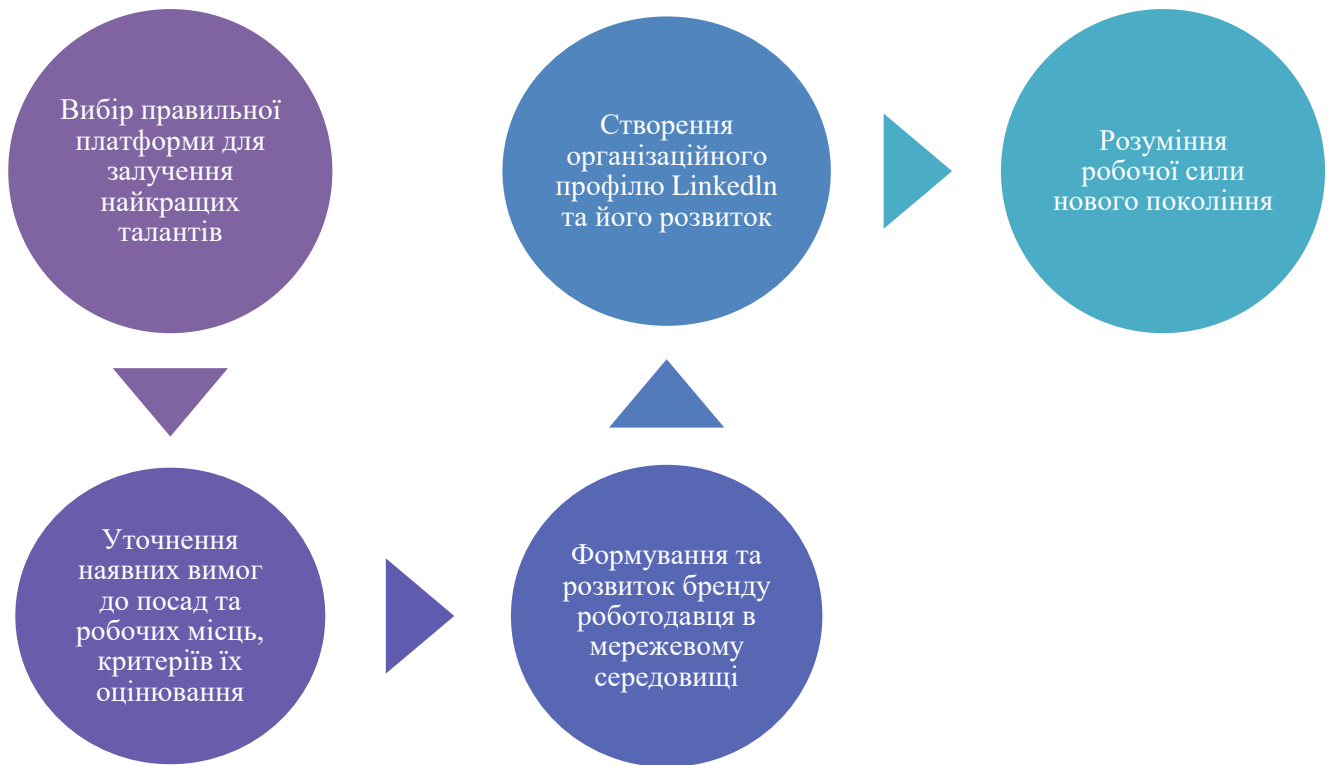 Вибір правильної
платформи для
залучення
найкращих
талантів
Уточнення
наявних вимог
до посад та
робочих місць,
критеріїв їх
оцінювання
Формування та
розвиток бренду
роботодавця в
мережевому
середовищі
Створення
організаційного
профілю Linkedln
та його розвиток
Розуміння
робочої сили
нового покоління